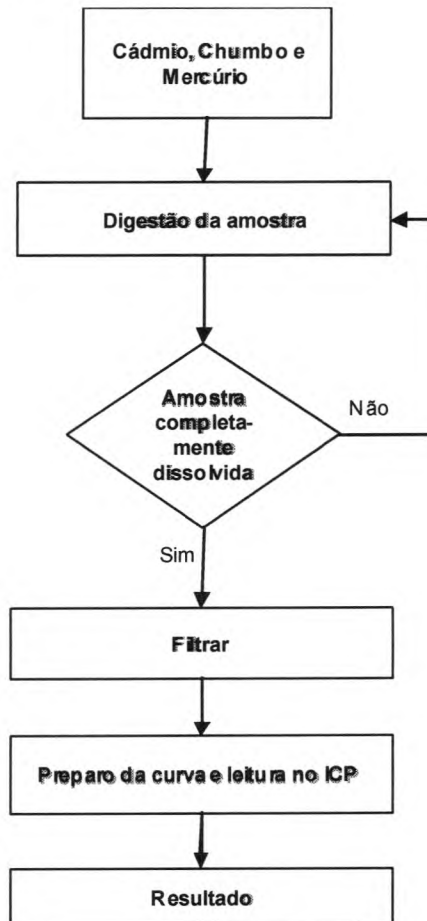 Cádmio, Chumbo e
Mercúrio
Digestão da amostra
Amostra
completa-
mente
dissolvida
Não
Sim
Filtrar
Preparo da curva e leitura no ICP
Resultado